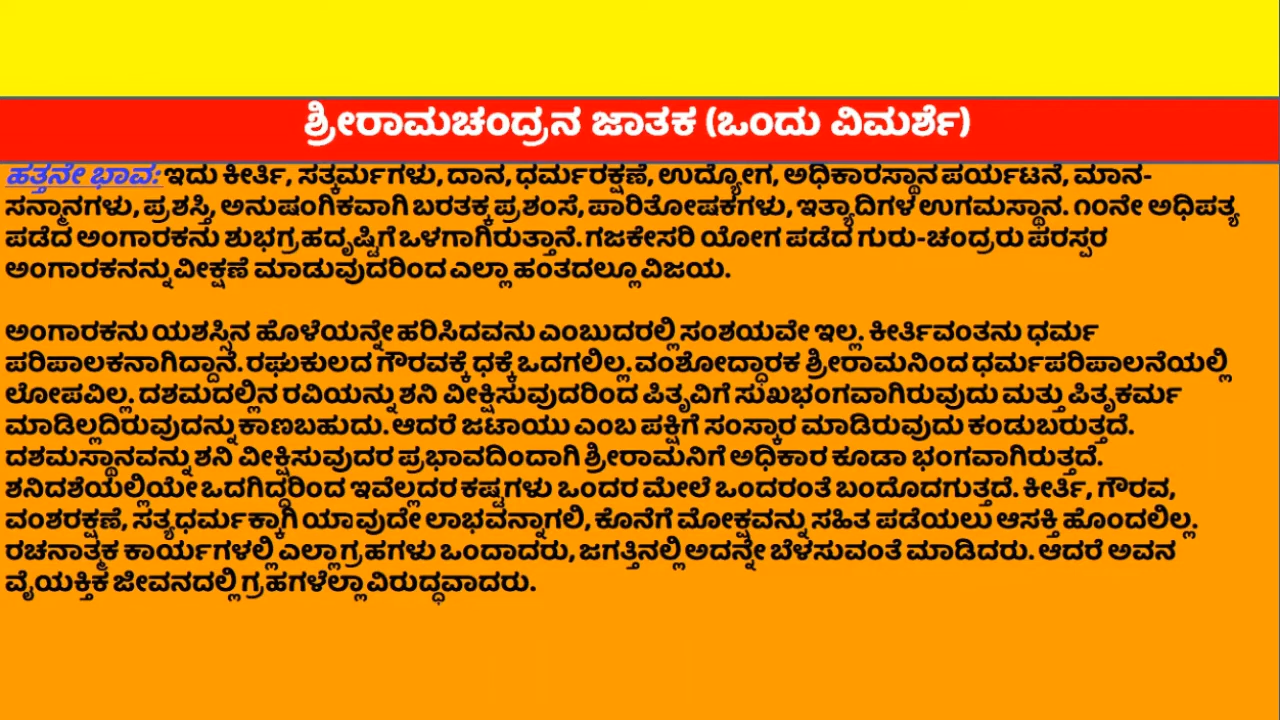 ಶ್ರೀರಾಮಚಂದ್ರನ ಜಾತಕ (ಒಂದು ವಿಮರ್ಶೆ)
ಹತ್ತನೇ ಭಾವ: ಇದು ಕೀರ್ತಿ, ಸತ್ಕರ್ಮಗಳು, ದಾನ, ಧರ್ಮರಕ್ಷಣೆ, ಉದ್ಯೋಗ, ಅಧಿಕಾರಸ್ಥಾನ ಪರ್ಯಟನೆ, ಮಾನ-
ಸನ್ಮಾನಗಳು, ಪ್ರಶಸ್ತಿ, ಅನುಷಂಗಿಕವಾಗಿ ಬರತಕ್ಕ ಪ್ರಶಂಸೆ, ಪಾರಿತೋಷಕಗಳು, ಇತ್ಯಾದಿಗಳ ಉಗಮಸ್ಥಾನ. ೧೦ನೇ ಅಧಿಪತ್ಯ
ಪಡೆದ ಅಂಗಾರಕನು ಶುಭಗ್ರಹದೃಷ್ಟಿಗೆ ಒಳಗಾಗಿರುತ್ತಾನೆ. ಗಜಕೇಸರಿ ಯೋಗ ಪಡೆದ ಗುರು-ಚಂದ್ರರು ಪರಸ್ಪರ
ಅಂಗಾರಕನನ್ನು ವೀಕ್ಷಣೆ ಮಾಡುವುದರಿಂದ ಎಲ್ಲಾ ಹಂತದಲ್ಲೂ ವಿಜಯ.
ಅಂಗಾರಕನು ಯಶಸ್ಸಿನ ಹೊಳೆಯನ್ನೇ ಹರಿಸಿದವನು ಎಂಬುದರಲ್ಲಿ ಸಂಶಯವೇ ಇಲ್ಲ. ಕೀರ್ತಿವಂತನು ಧರ್ಮ
ಪರಿಪಾಲಕನಾಗಿದ್ದಾನೆ. ರಘುಕುಲದ ಗೌರವಕ್ಕೆ ಧಕ್ಕೆ ಒದಗಲಿಲ್ಲ. ವಂಶೋದ್ಧಾರಕ ಶ್ರೀರಾಮನಿಂದ ಧರ್ಮಪರಿಪಾಲನೆಯಲ್ಲಿ
ಲೋಪವಿಲ್ಲ. ದಶಮದಲ್ಲಿನ ರವಿಯನ್ನು ಶನಿ ವೀಕ್ಷಿಸುವುದರಿಂದ ಪಿತೃವಿಗೆ ಸುಖಭಂಗವಾಗಿರುವುದು ಮತ್ತು ಪಿತೃಕರ್ಮ
ಮಾಡಿಲ್ಲದಿರುವುದನ್ನು ಕಾಣಬಹುದು. ಆದರೆ ಜಟಾಯು ಎಂಬ ಪಕ್ಷಿಗೆ ಸಂಸ್ಕಾರ ಮಾಡಿರುವುದು ಕಂಡುಬರುತ್ತದೆ.
ದಶಮಸ್ಥಾನವನ್ನು ಶನಿ ವೀಕ್ಷಿಸುವುದರ ಪ್ರಭಾವದಿಂದಾಗಿ ಶ್ರೀರಾಮನಿಗೆ ಅಧಿಕಾರ ಕೂಡಾ ಭಂಗವಾಗಿರುತ್ತದೆ.
ಶನಿದಶೆಯಲ್ಲಿಯೇ ಒದಗಿದ್ದರಿಂದ ಇವೆಲ್ಲದರ ಕಷ್ಟಗಳು ಒಂದರ ಮೇಲೆ ಒಂದರಂತೆ ಬಂದೊದಗುತ್ತದೆ. ಕೀರ್ತಿ, ಗೌರವ,
ವಂಶರಕ್ಷಣೆ, ಸತ್ಯಧರ್ಮಕ್ಕಾಗಿ ಯಾವುದೇ ಲಾಭವನ್ನಾಗಲಿ, ಕೊನೆಗೆ ಮೋಕ್ಷವನ್ನು ಸಹಿತ ಪಡೆಯಲು ಆಸಕ್ತಿ ಹೊಂದಲಿಲ್ಲ.
ರಚನಾತ್ಮಕ ಕಾರ್ಯಗಳಲ್ಲಿ ಎಲ್ಲಾ ಗ್ರಹಗಳು ಒಂದಾದರು, ಜಗತ್ತಿನಲ್ಲಿ ಅದನ್ನೇ ಬೆಳಸುವಂತೆ ಮಾಡಿದರು. ಆದರೆ ಅವನ
ವೈಯಕ್ತಿಕ ಜೀವನದಲ್ಲಿ ಗ್ರಹಗಳೆಲ್ಲಾ ವಿರುದ್ಧವಾದರು.